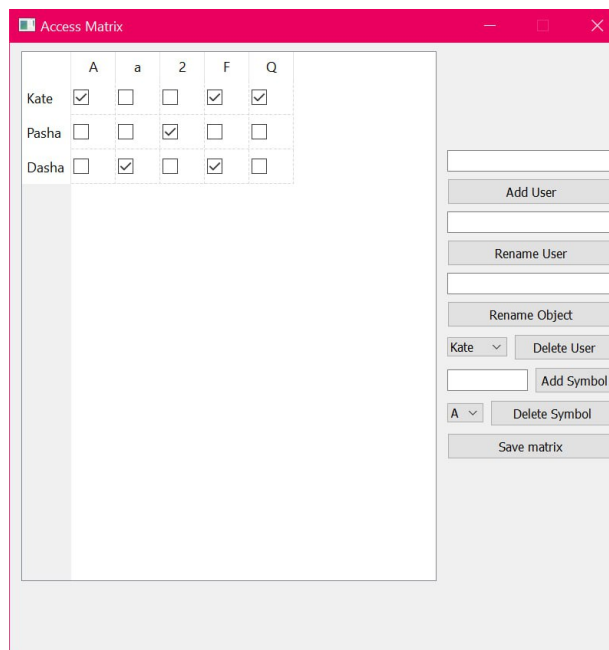 Access Matrix
A a 2 F Q
Kate
Pasha
Dasha
Add User
Rename User
Rename Object
Kate Delete User
Add Symbol
A Delete Symbol
Save matrix